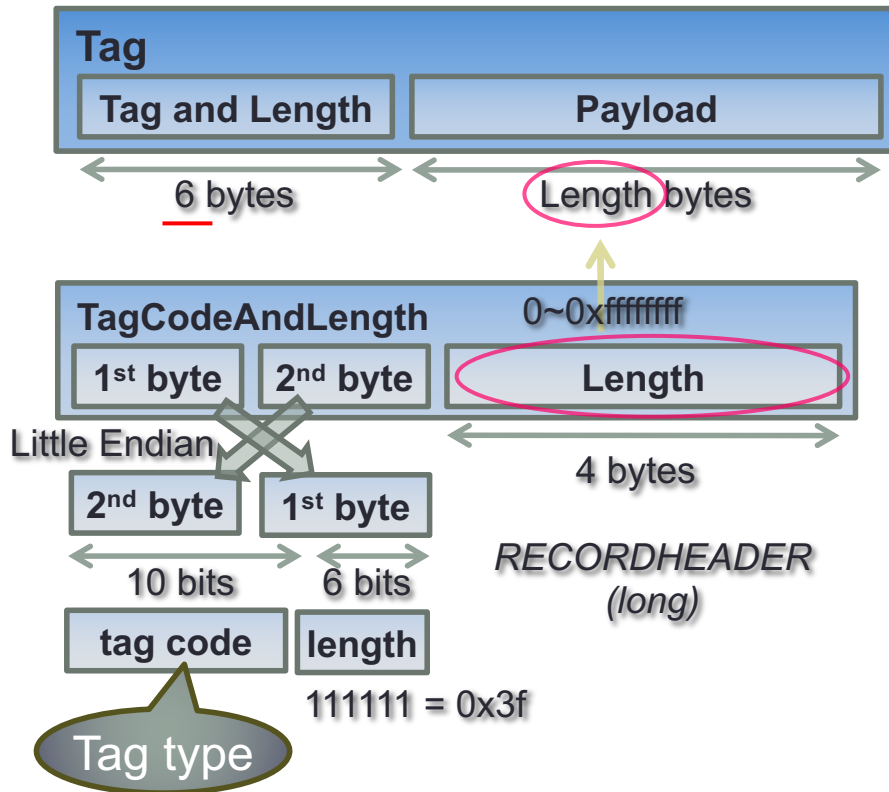 Tag
Tag and Length Payload
6 bytes Length bytes
0~0xffffffff
TagCodeAndLength
1st byte 2nd byte Length
Little Endian
4 bytes
2nd byte 1st byte
10 bits 6 bits
RECORDHEADER
(long)
tag code length
111111 = 0x3f
Tag type